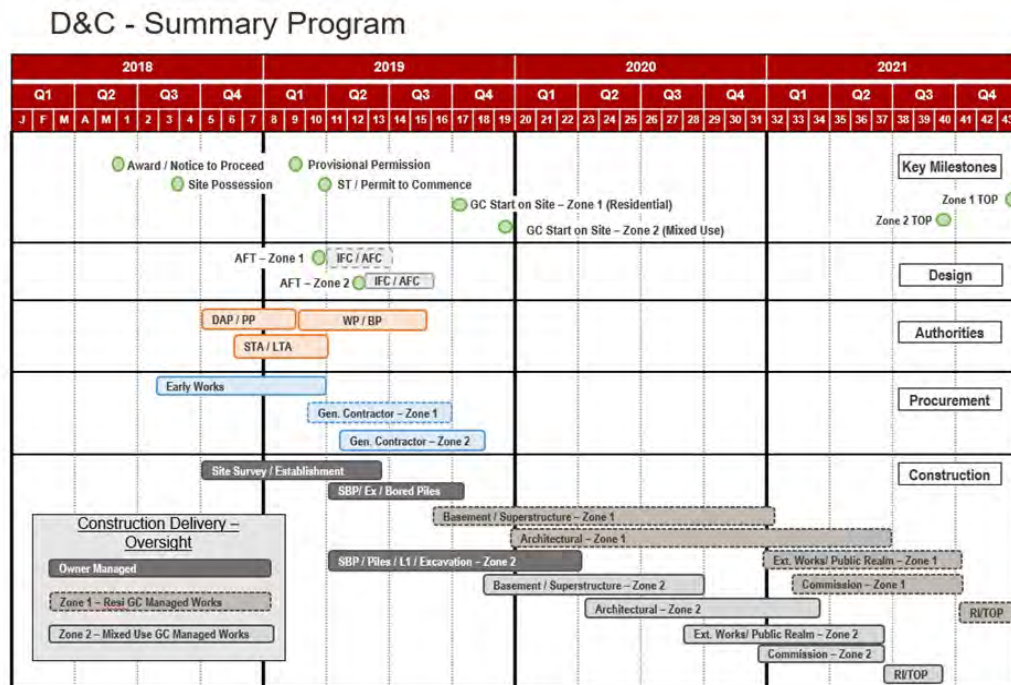 D&C - Summary Program
2018 2019 2020 2021
Q1 Q2 Q3 Q4 Q1 Q2 Q3 Q4 Q1 Q2 Q3 Q4 Q1 Q2 Q3 Q4
J F M A M 1 2 3 4 5 6 7 8 9 10 11 12 13 14 15 16 17 18 19 20 21 22 23 24 25 26 27 28 29 30 31 32 33 34 35 36 37 38 39 40 41 42 43
Award / Notice to Proceed Provisional Permission Key Milestones
Site Possession ST / Permit to Commence
Zone 1 TOP
GC Start on Site – Zone 1 (Residential)
Zone 2 TOP
GC Start on Site – Zone 2 (Mixed Use)
AFT – Zone 1 IFC / AFC
Design
AFT – Zone 2 IFC / AFC
DAP / PP WP / BP
Authorities
STA / LTA
Early Works
Procurement
Gen. Contractor – Zone 1
Gen. Contractor – Zone 2
Site Survey / Establishment Construction
SBP/ Ex / Bored Piles
Basement / Superstructure – Zone 1
Construction Delivery –
Oversight
Architectural – Zone 1
SBP / Piles / L1 / Excavation – Zone 2 Ext. Works/ Public Realm – Zone 1
Owner Managed
Basement / Superstructure – Zone 2 Commission – Zone 1
Zone 1 – Resi GC Managed Works
Architectural – Zone 2 RI/TOP
Zone 2 – Mixed Use GC Managed Works
Ext. Works/ Public Realm – Zone 2
Commission – Zone 2
RI/TOP